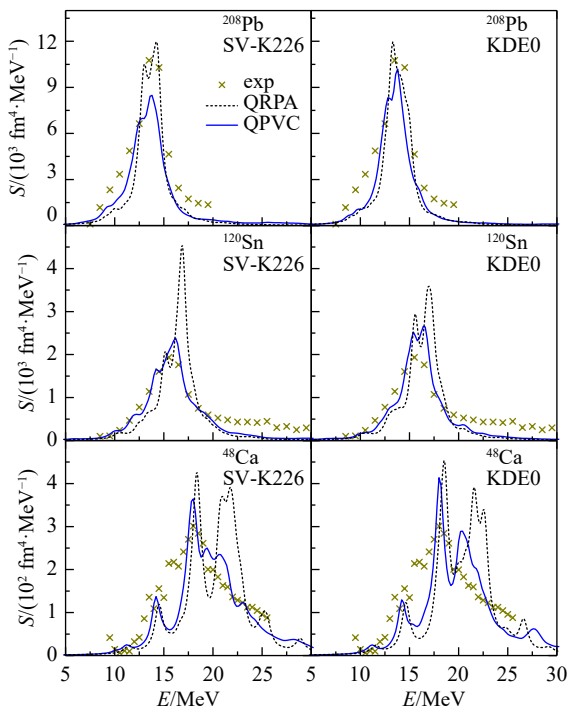 ²⁰⁸Pb
SV-K226
²⁰⁸Pb
KDE0
exp
QRPA
QPVC
S/(10³ fm⁴·MeV⁻¹)
12
9
6
3
0
¹²⁰Sn
SV-K226
¹²⁰Sn
KDE0
S/(10³ fm⁴·MeV⁻¹)
4
3
2
1
0
⁴⁸Ca
SV-K226
⁴⁸Ca
KDE0
S/(10² fm⁴·MeV⁻¹)
5
4
3
2
1
0
5 10 15 20 25 5 10 15 20 25 30
E/MeV E/MeV